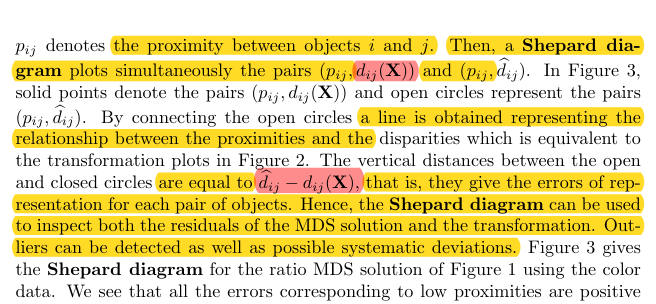 p_{ij} denotes the proximity between objects i and j. Then, a Shepard dia-
gram plots simultaneously the pairs (p_{ij}, d_{ij}(X)) and (p_{ij}, d̂_{ij}). In Figure 3,
solid points denote the pairs (p_{ij}, d_{ij}(X)) and open circles represent the pairs
(p_{ij}, d̂_{ij}). By connecting the open circles a line is obtained representing the
relationship between the proximities and the disparities which is equivalent to
the transformation plots in Figure 2. The vertical distances between the open
and closed circles are equal to d̂_{ij} − d_{ij}(X), that is, they give the errors of rep-
resentation for each pair of objects. Hence, the Shepard diagram can be used
to inspect both the residuals of the MDS solution and the transformation. Out-
liers can be detected as well as possible systematic deviations. Figure 3 gives
the Shepard diagram for the ratio MDS solution of Figure 1 using the color
data. We see that all the errors corresponding to low proximities are positive